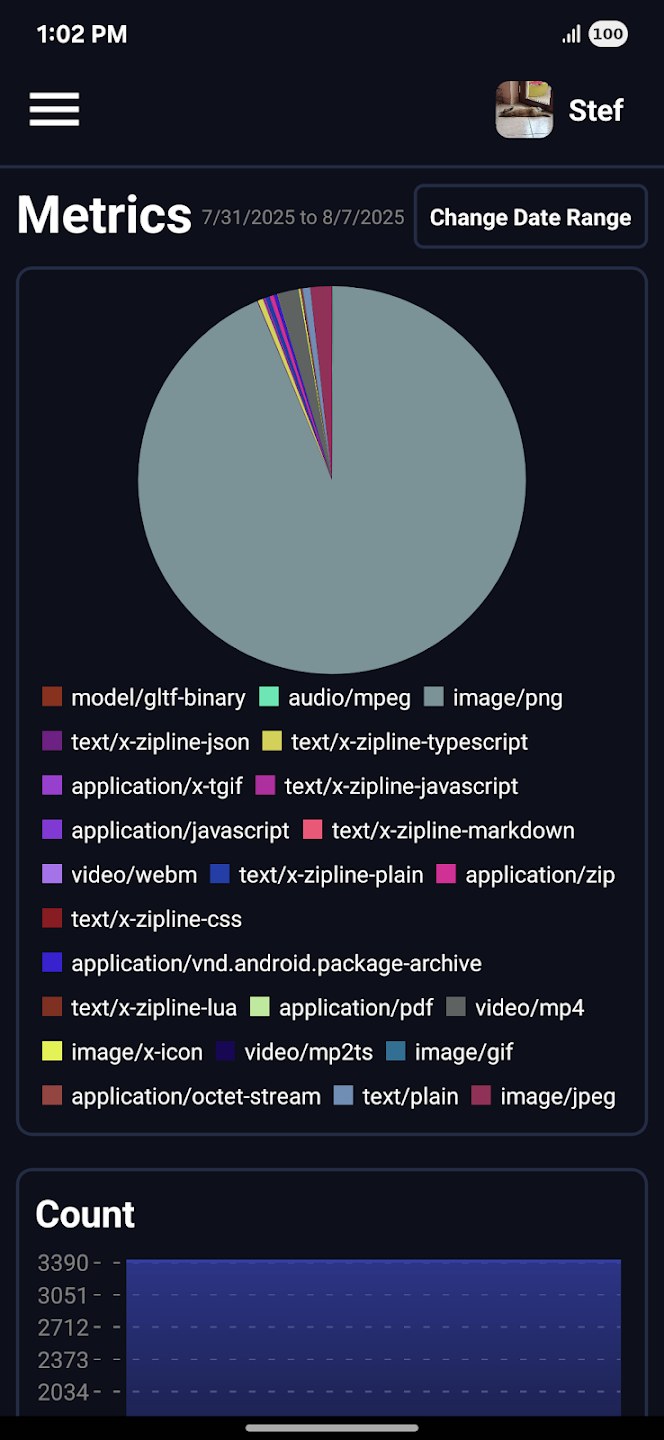 1:02 PM 100
Stef
Metrics 7/31/2025 to 8/7/2025 Change Date Range
model/gltf-binary audio/mpeg image/png
text/x-zipline-json text/x-zipline-typescript
application/x-tgif text/x-zipline-javascript
application/javascript text/x-zipline-markdown
video/webm text/x-zipline-plain application/zip
text/x-zipline-css
application/vnd.android.package-archive
text/x-zipline-lua application/pdf video/mp4
image/x-icon video/mp2ts image/gif
application/octet-stream text/plain image/jpeg
Count
3390
3051
2712
2373
2034